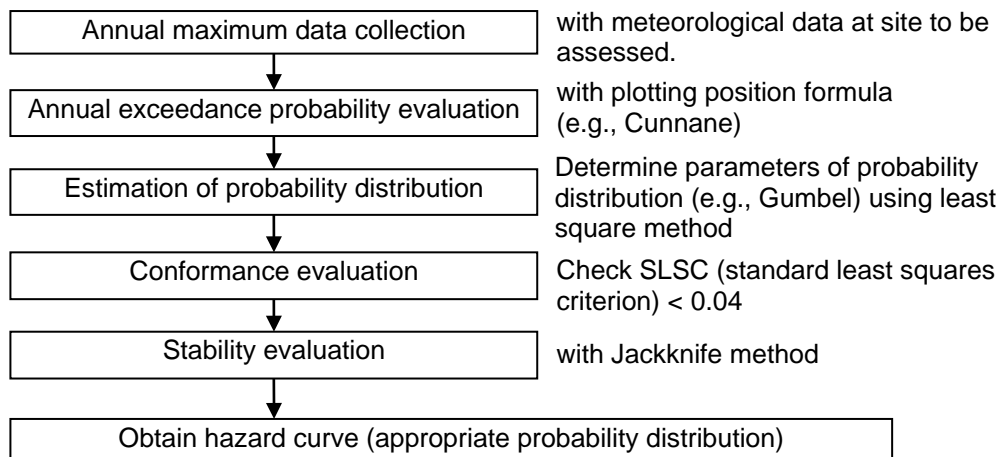 Annual maximum data collection
with meteorological data at site to be
assessed.
Annual exceedance probability evaluation
with plotting position formula
(e.g., Cunnane)
Estimation of probability distribution
Determine parameters of probability
distribution (e.g., Gumbel) using least
square method
Conformance evaluation
Check SLSC (standard least squares
criterion) < 0.04
Stability evaluation
with Jackknife method
Obtain hazard curve (appropriate probability distribution)